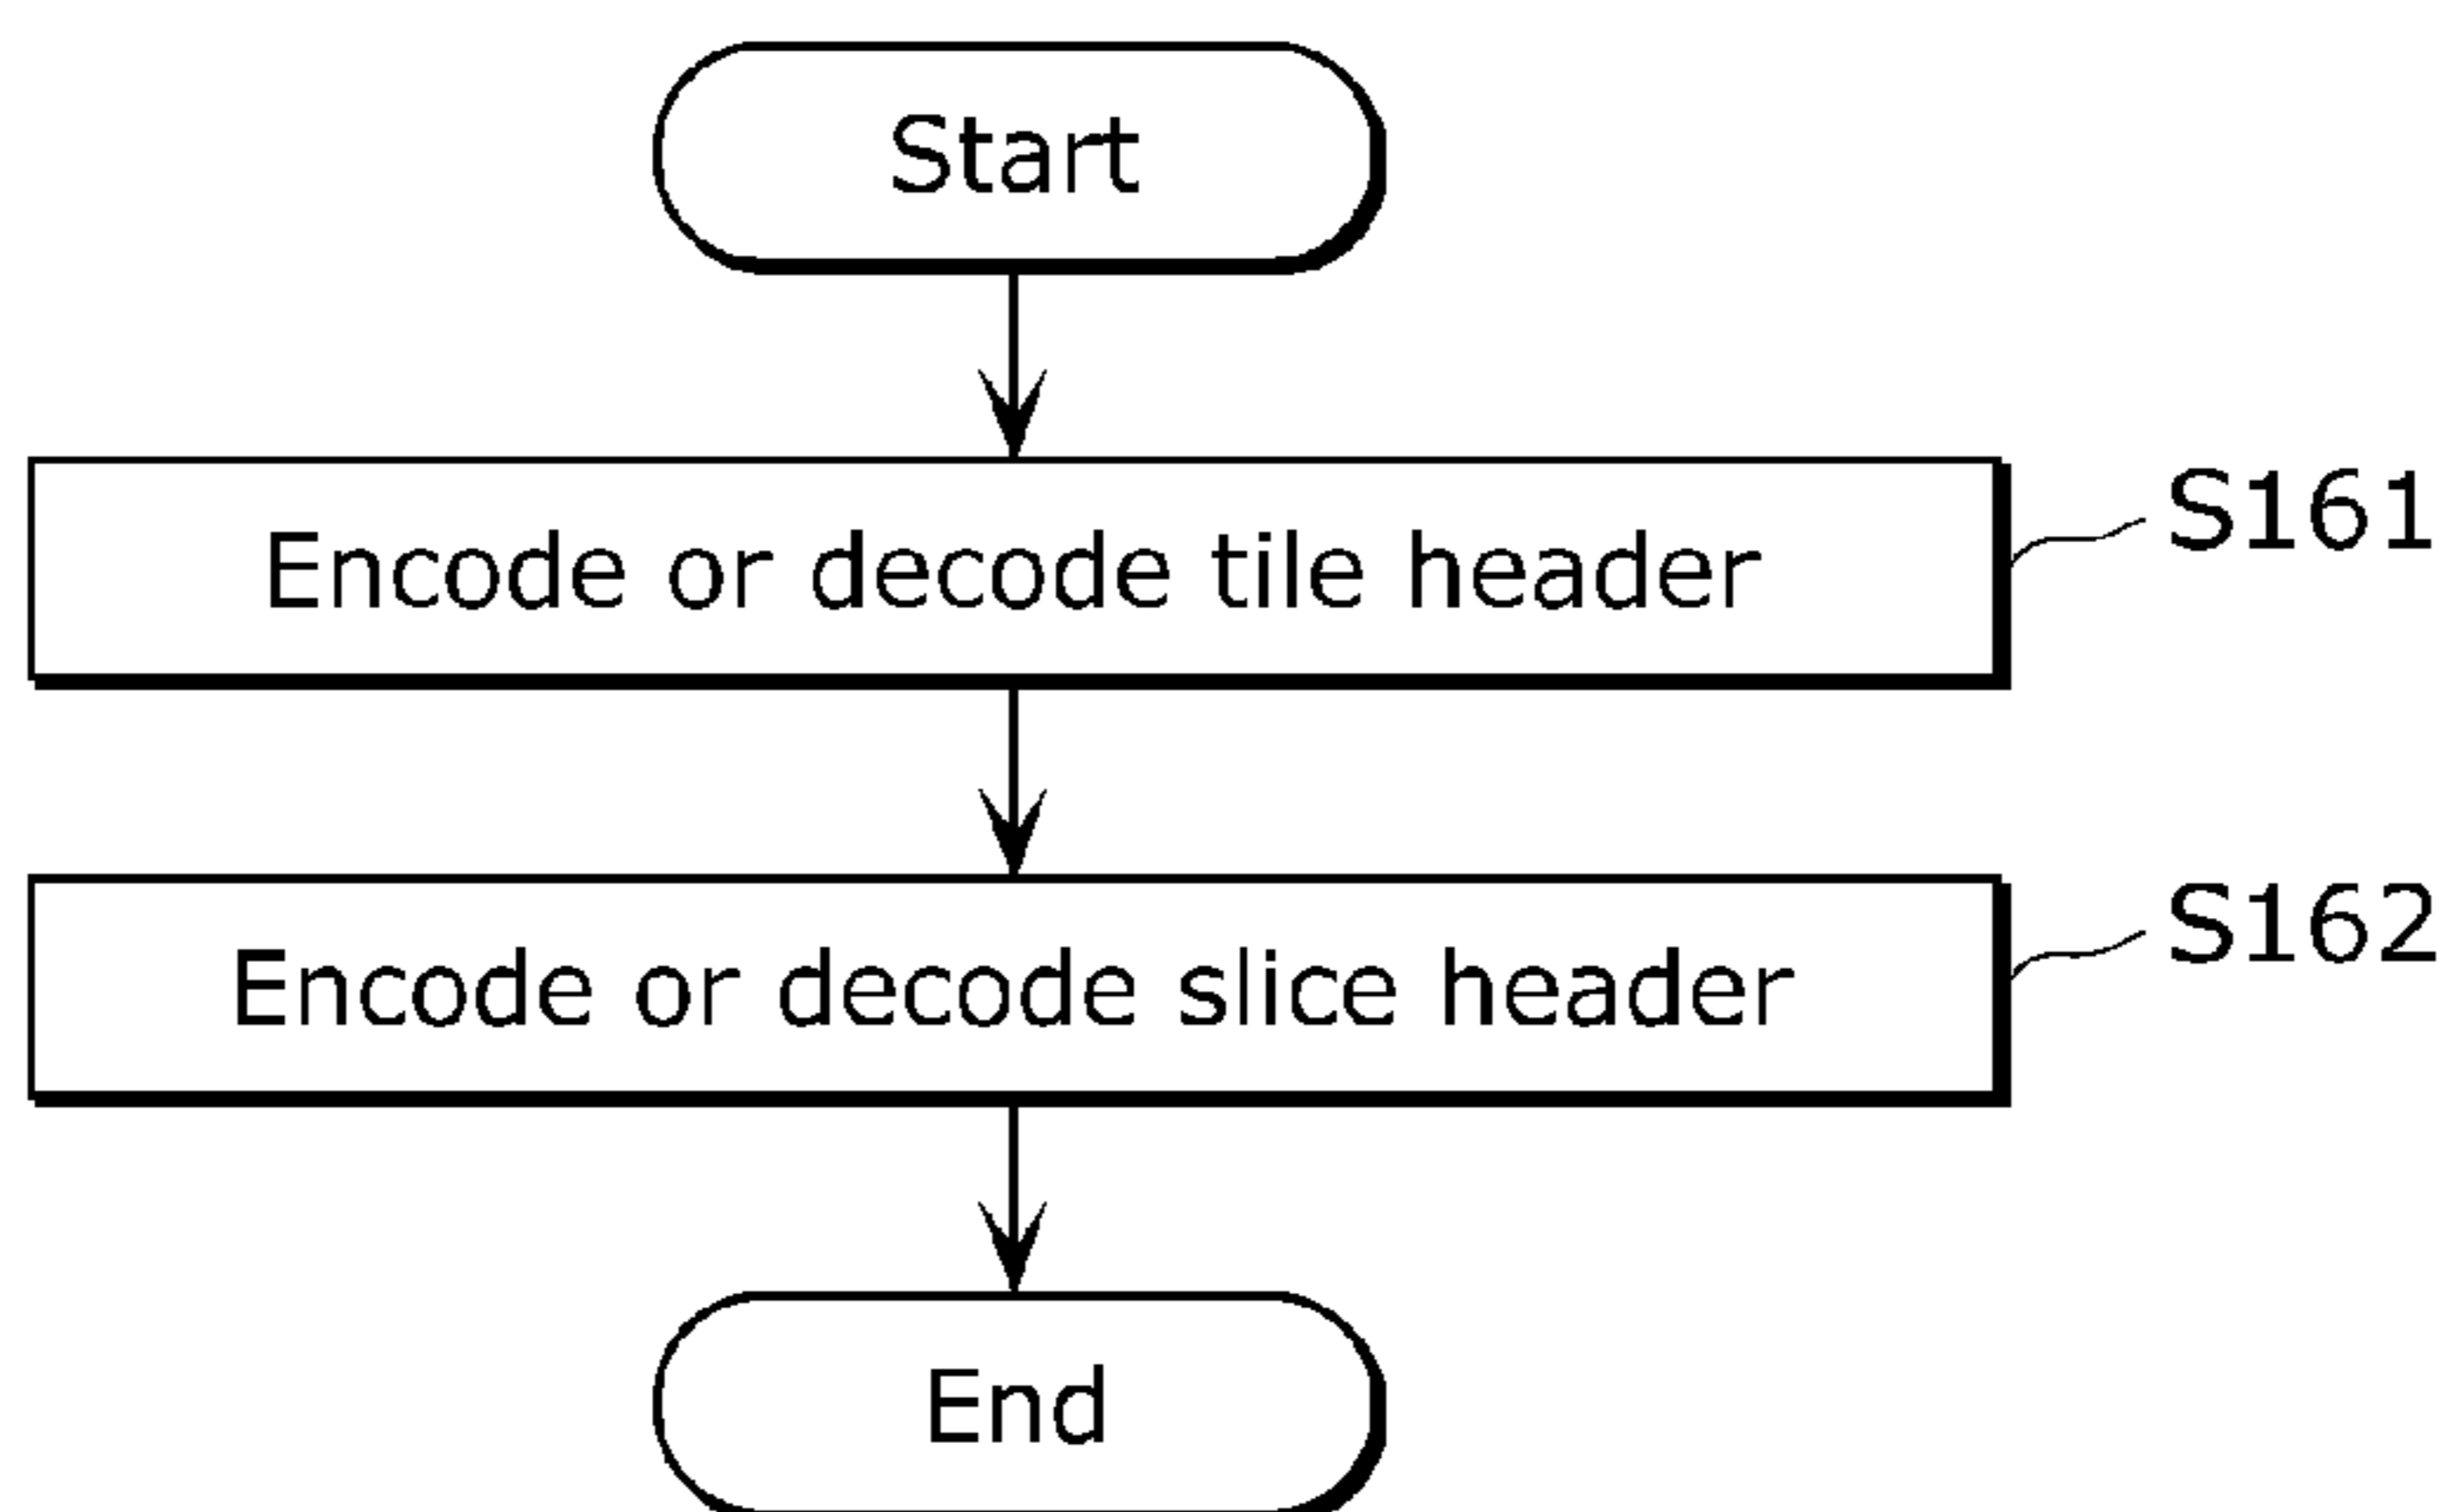 Start
Encode or decode tile header
S161
Encode or decode slice header
S162
End